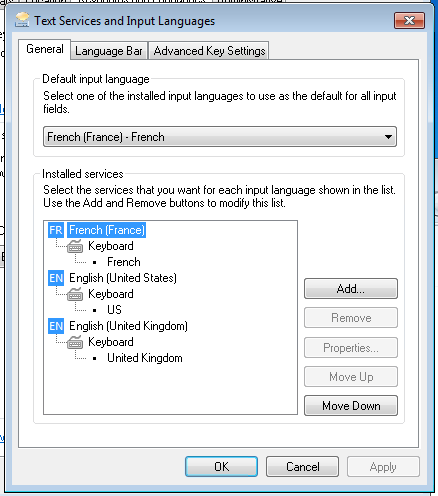 Text Services and Input Languages
General
Language Bar
Advanced Key Settings
Default input language
Select one of the installed input languages to use as the default for all input
fields.
French (France) - French
Installed services
Select the services that you want for each input language shown in the list.
Use the Add and Remove buttons to modify this list.
FR French (France)
Keyboard
French
EN English (United States)
Keyboard
US
EN English (United Kingdom)
Keyboard
United Kingdom
Add...
Remove
Properties...
Move Up
Move Down
OK
Cancel
Apply